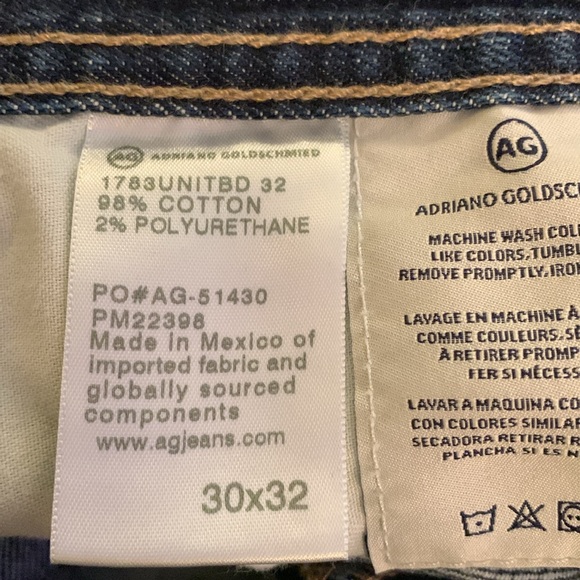 AG ADRIANO GOLDSCHMIED
1783UNITBD 32
98% COTTON
2% POLYURETHANE
PO#AG-51430
PM22398
Made in Mexico of
imported fabric and
globally sourced
components
www.agjeans.com
30x32
AG
ADRIANO GOLDSC
MACHINE WASH COL
LIKE COLORS, TUMBL
REMOVE PROMPTLY, IRON
LAVAGE EN MACHINE À
COMME COULEURS. SÉ
À RETIRER PROMP
FER SI NÉCESS
LAVAR A MAQUINA CO
CON COLORES SIMILAR
SECADORA RETIRAR R
PLANCHA SI ES N